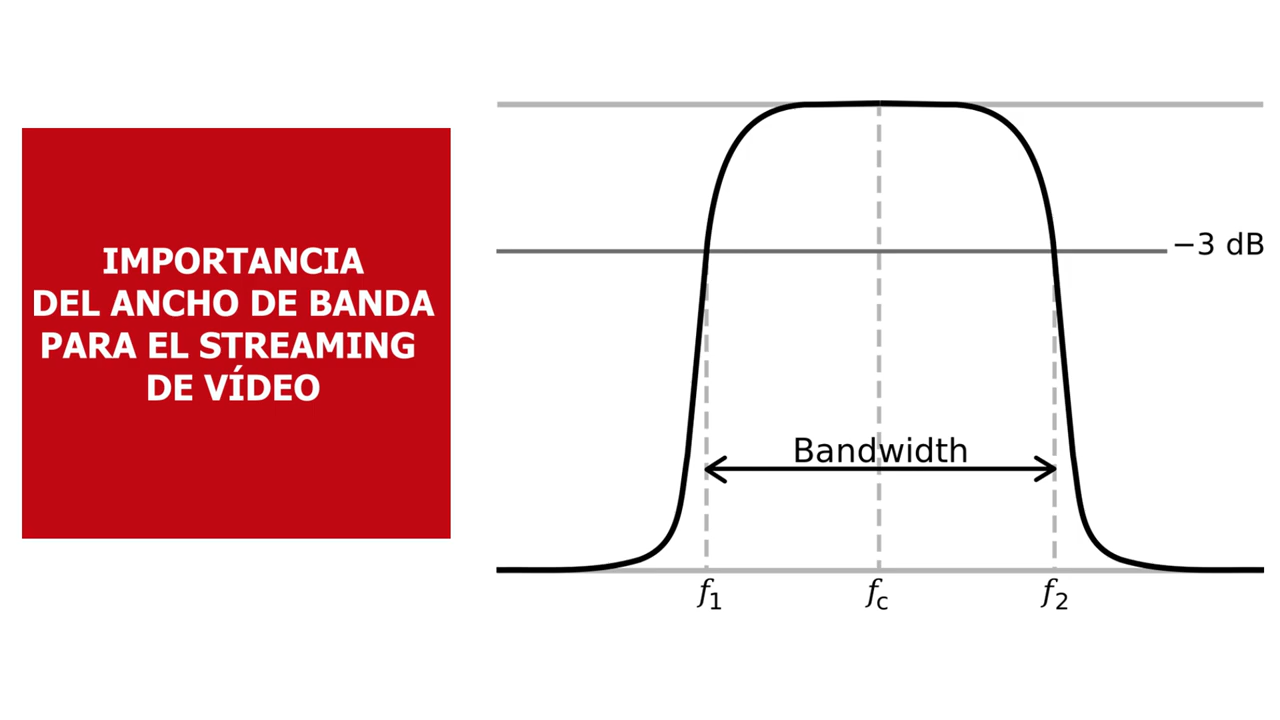 IMPORTANCIA
DEL ANCHO DE BANDA
PARA EL STREAMING
DE VÍDEO
−3 dB
Bandwidth
f1 fc f2